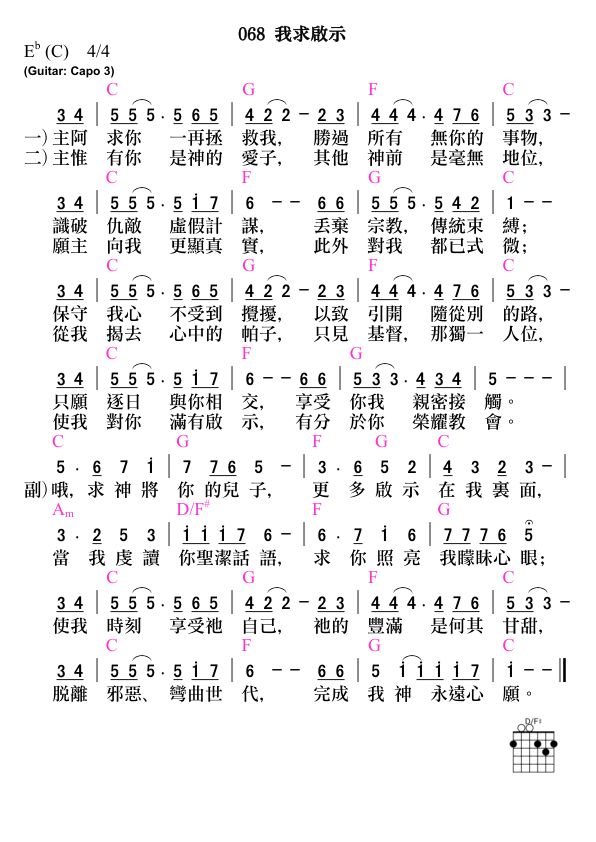 068 我求啟示
E♭ (C) 4/4
(Guitar: Capo 3)
C G F C
3 4 | 5 5 5 5 . 5 6 5 | 4 2 2 – 2 3 | 4 4 4 4 . 4 7 6 | 5 3 3 –
一) 主阿 求你 一再拯 救我, 勝過 所有 無你的 事物,
二) 主惟 有你 是神的 愛子, 其他 神前 是毫無 地位,
C F G C
3 4 | 5 5 5 5 . 5 i 7 | 6 – – 6 6 | 5 5 5 5 . 5 4 2 | 1 – –
識破 仇敵 虛假計 謀, 丟棄 宗教, 傳統束 縛;
願主 向我 更顯真 實, 此外 對我 都已式 微;
C G F C
3 4 | 5 5 5 5 . 5 6 5 | 4 2 2 – 2 3 | 4 4 4 4 . 4 7 6 | 5 3 3 –
保守 我心 不受到 攪擾, 以致 引開 隨從別 的路,
從我 揭去 心中的 帕子, 只見 基督, 那獨一 人位,
C F G
3 4 | 5 5 5 5 . 5 i 7 | 6 – – 6 6 | 5 3 3 . 4 3 4 | 5 – – – |
只願 逐日 與你相 交, 享受 你我 親密接 觸。
使我 對你 滿有啟 示, 有分 於你 榮耀教 會。
C G F G C
5 . 6 7 i | 7 7 6 5 – | 3 . 6 5 2 | 4 3 2 3 – |
副) 哦, 求 神 將 你 的 兒 子, 更 多 啟 示 在 我 裏 面,
Am D/F# F G
3 . 2 5 3 | i i i 7 6 – | 6 . 7 i 6 | 7 7 7 6 5
當 我 虔 讀 你聖潔話 語, 求 你 照 亮 我矇昧心 眼;
C G F C
3 4 | 5 5 5 5 . 5 6 5 | 4 2 2 – 2 3 | 4 4 4 4 . 4 7 6 | 5 3 3 –
使我 時刻 享受祂 自己, 祂的 豐滿 是何其 甘甜,
C F G C
3 4 | 5 5 5 5 . 5 i 7 | 6 – – 6 6 | 5 i i i i 7 | i – – ‖
脫離 邪惡、 彎曲世 代, 完成 我 神 永遠心 願。
D/F#